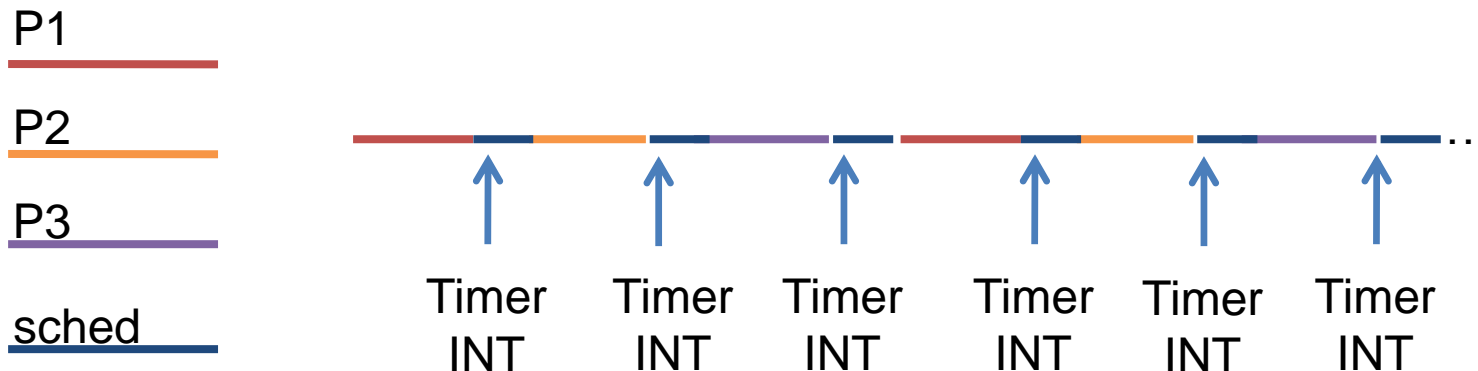 P1
P2
P3
sched
..
Timer Timer Timer Timer Timer Timer
INT INT INT INT INT INT